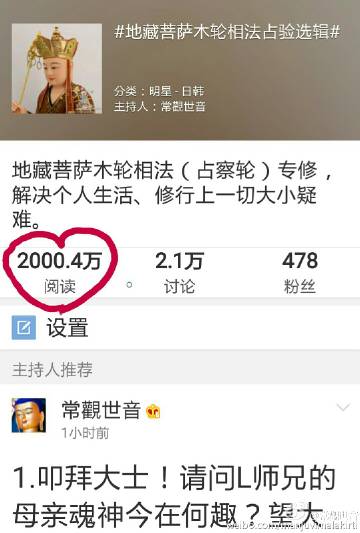 #地藏菩萨木轮相法占验选辑#
分类：明星 - 日韩
主持人：常觀世音
地藏菩萨木轮相法（占察轮）专修，
解决个人生活、修行上一切大小疑
难。
2000.4万
2.1万
478
阅读
讨论
粉丝
设置
主持人推荐
常觀世音
1小时前
1.叩拜大士！请问L师兄的
母亲魂神今在何趣？望大